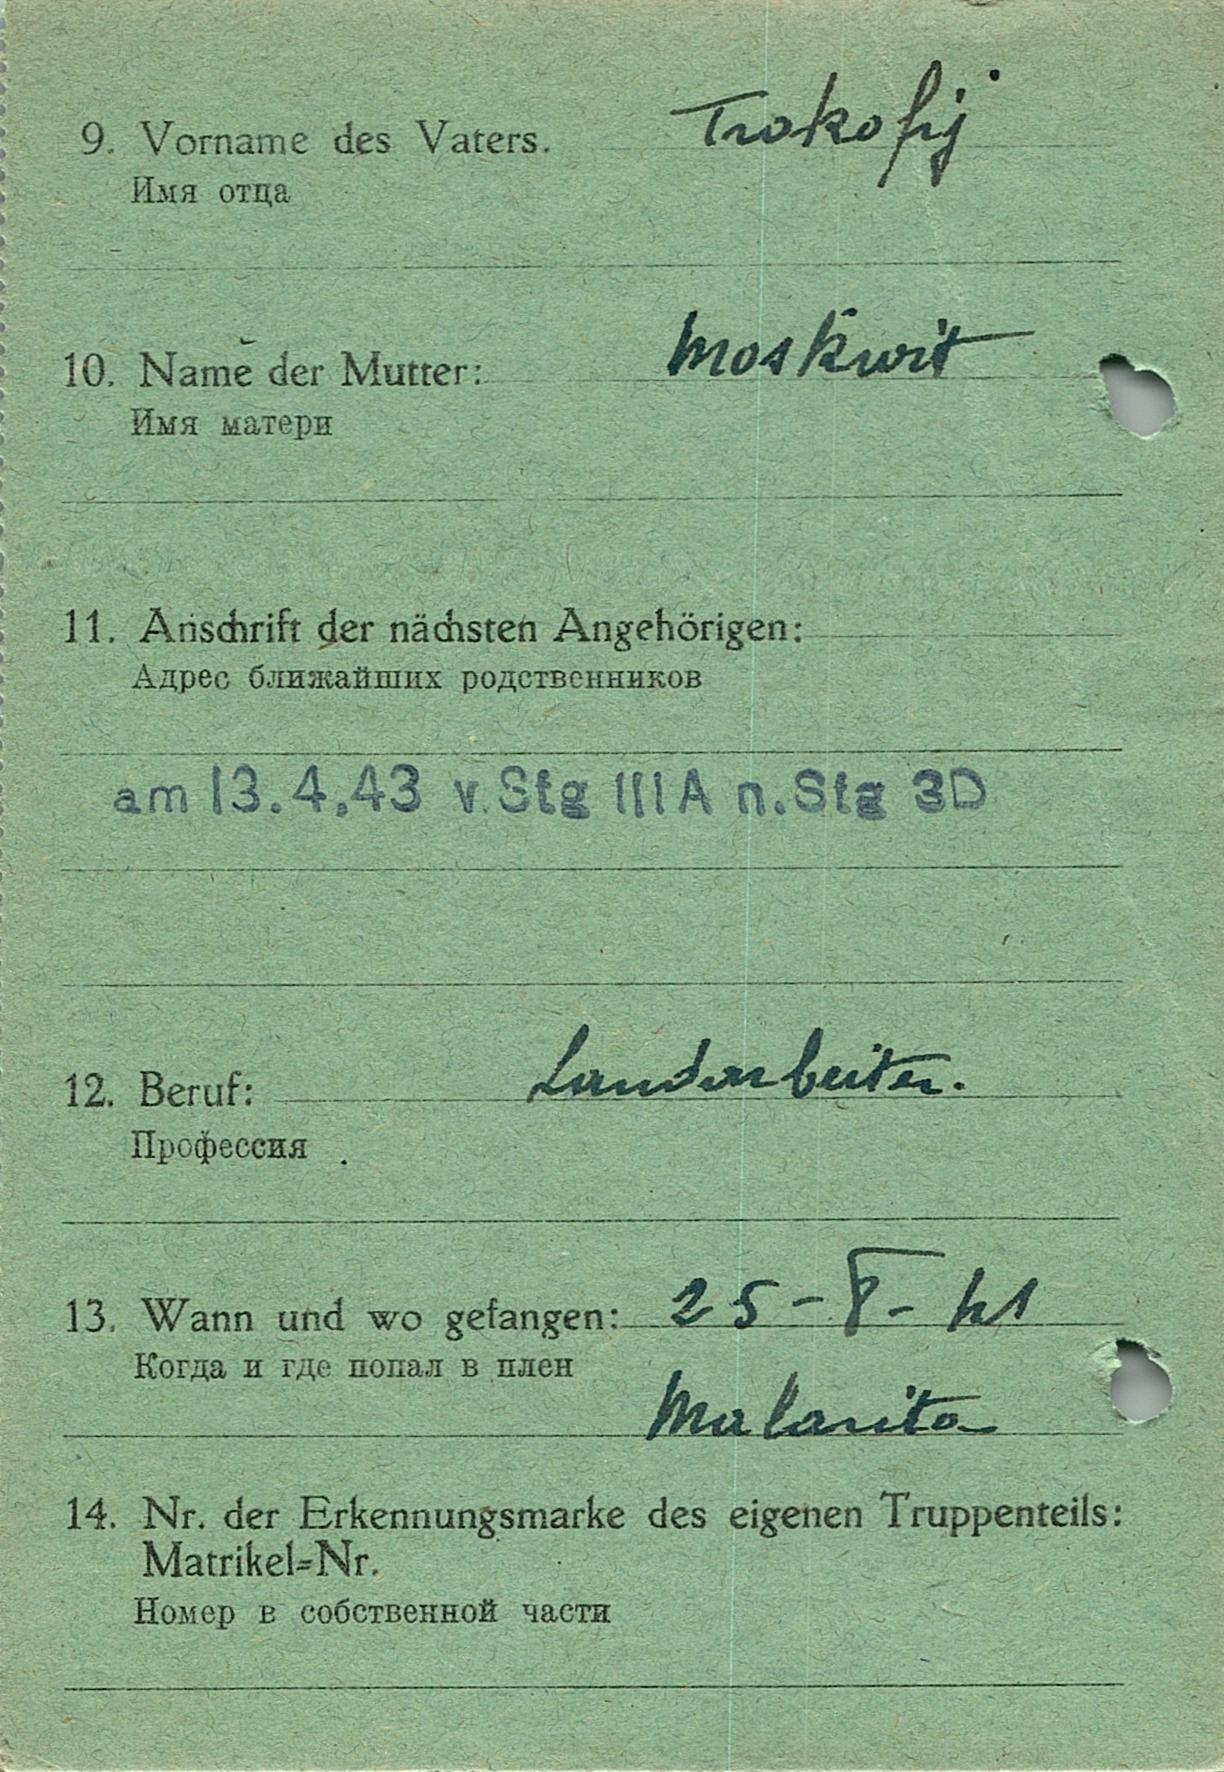 9. Vorname des Vaters. Trokofij
Имя отца
10. Name der Mutter: Moskwit
Имя матери
11. Anschrift der nächsten Angehörigen:
Адрес ближайших родственников
am 13.4.43 v. Stg III A n. Stg 3D
12. Beruf: Landarbeiter.
Профессия
13. Wann und wo gefangen: 25-8-41
Когда и где попал в плен
Malarita
14. Nr. der Erkennungsmarke des eigenen Truppenteils:
Matrikel-Nr.
Номер в собственной части